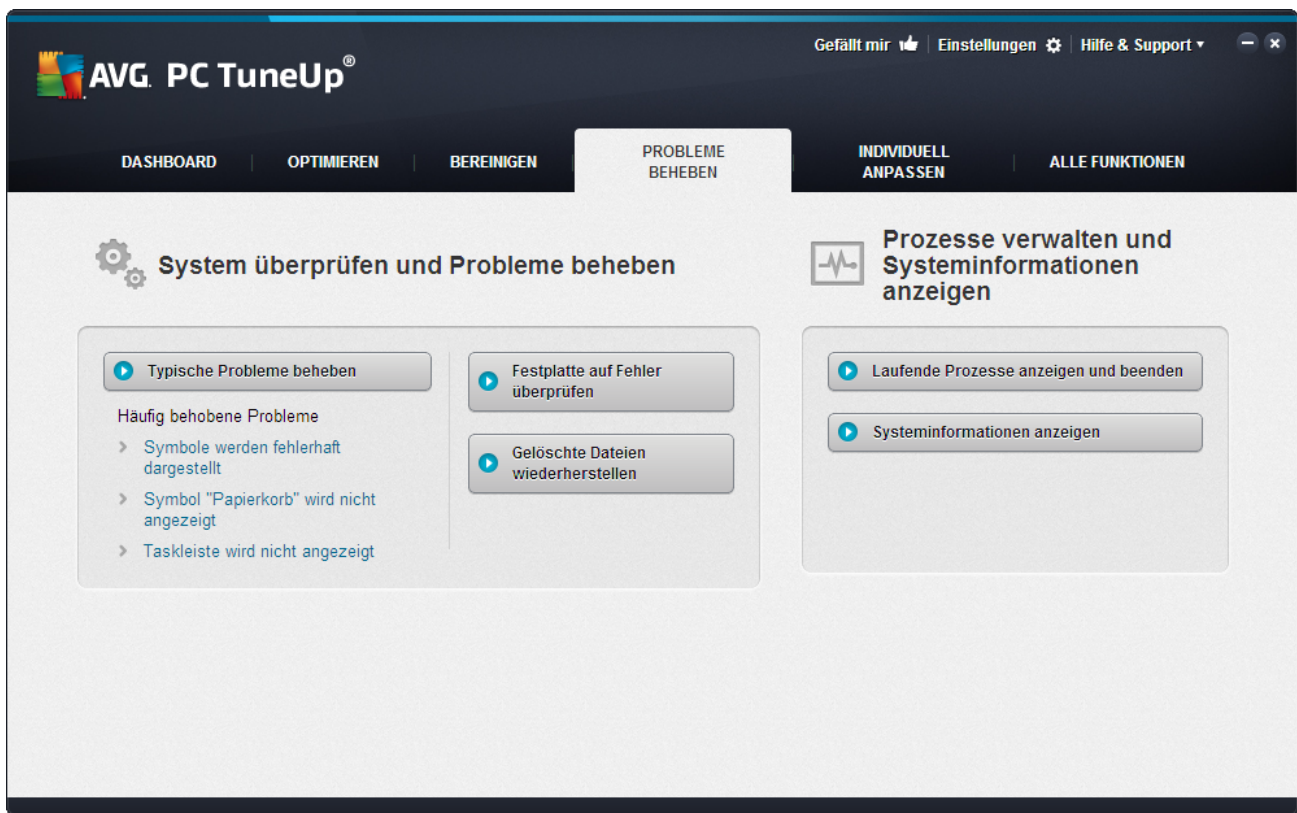 Gefällt mir
Einstellungen
Hilfe & Support
AVG. PC TuneUp®
DASHBOARD
OPTIMIEREN
BEREINIGEN
PROBLEME
BEHEBEN
INDIVIDUELL
ANPASSEN
ALLE FUNKTIONEN
System überprüfen und Probleme beheben
Typische Probleme beheben
Häufig behobene Probleme
Symbole werden fehlerhaft
dargestellt
Symbol "Papierkorb" wird nicht
angezeigt
Taskleiste wird nicht angezeigt
Festplatte auf Fehler
überprüfen
Gelöschte Dateien
wiederherstellen
Prozesse verwalten und
Systeminformationen
anzeigen
Laufende Prozesse anzeigen und beenden
Systeminformationen anzeigen